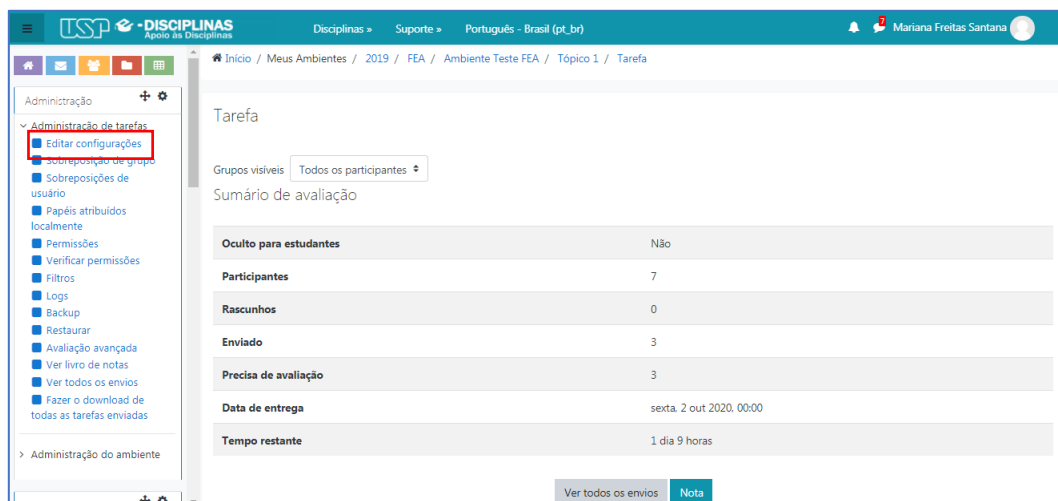 USP e-DISCIPLINAS
Apoio às Disciplinas
Disciplinas »
Suporte »
Português - Brasil (pt_br)
7
Mariana Freitas Santana
Início / Meus Ambientes / 2019 / FEA / Ambiente Teste FEA / Tópico 1 / Tarefa
Administração
Administração de tarefas
Editar configurações
Sobreposição de grupo
Sobreposições de
usuário
Papéis atribuídos
localmente
Permissões
Verificar permissões
Filtros
Logs
Backup
Restaurar
Avaliação avançada
Ver livro de notas
Ver todos os envios
Fazer o download de
todas as tarefas enviadas
Administração do ambiente
Tarefa
Grupos visíveis Todos os participantes
Sumário de avaliação
Oculto para estudantes Não
Participantes 7
Rascunhos 0
Enviado 3
Precisa de avaliação 3
Data de entrega sexta, 2 out 2020, 00:00
Tempo restante 1 dia 9 horas
Ver todos os envios Nota